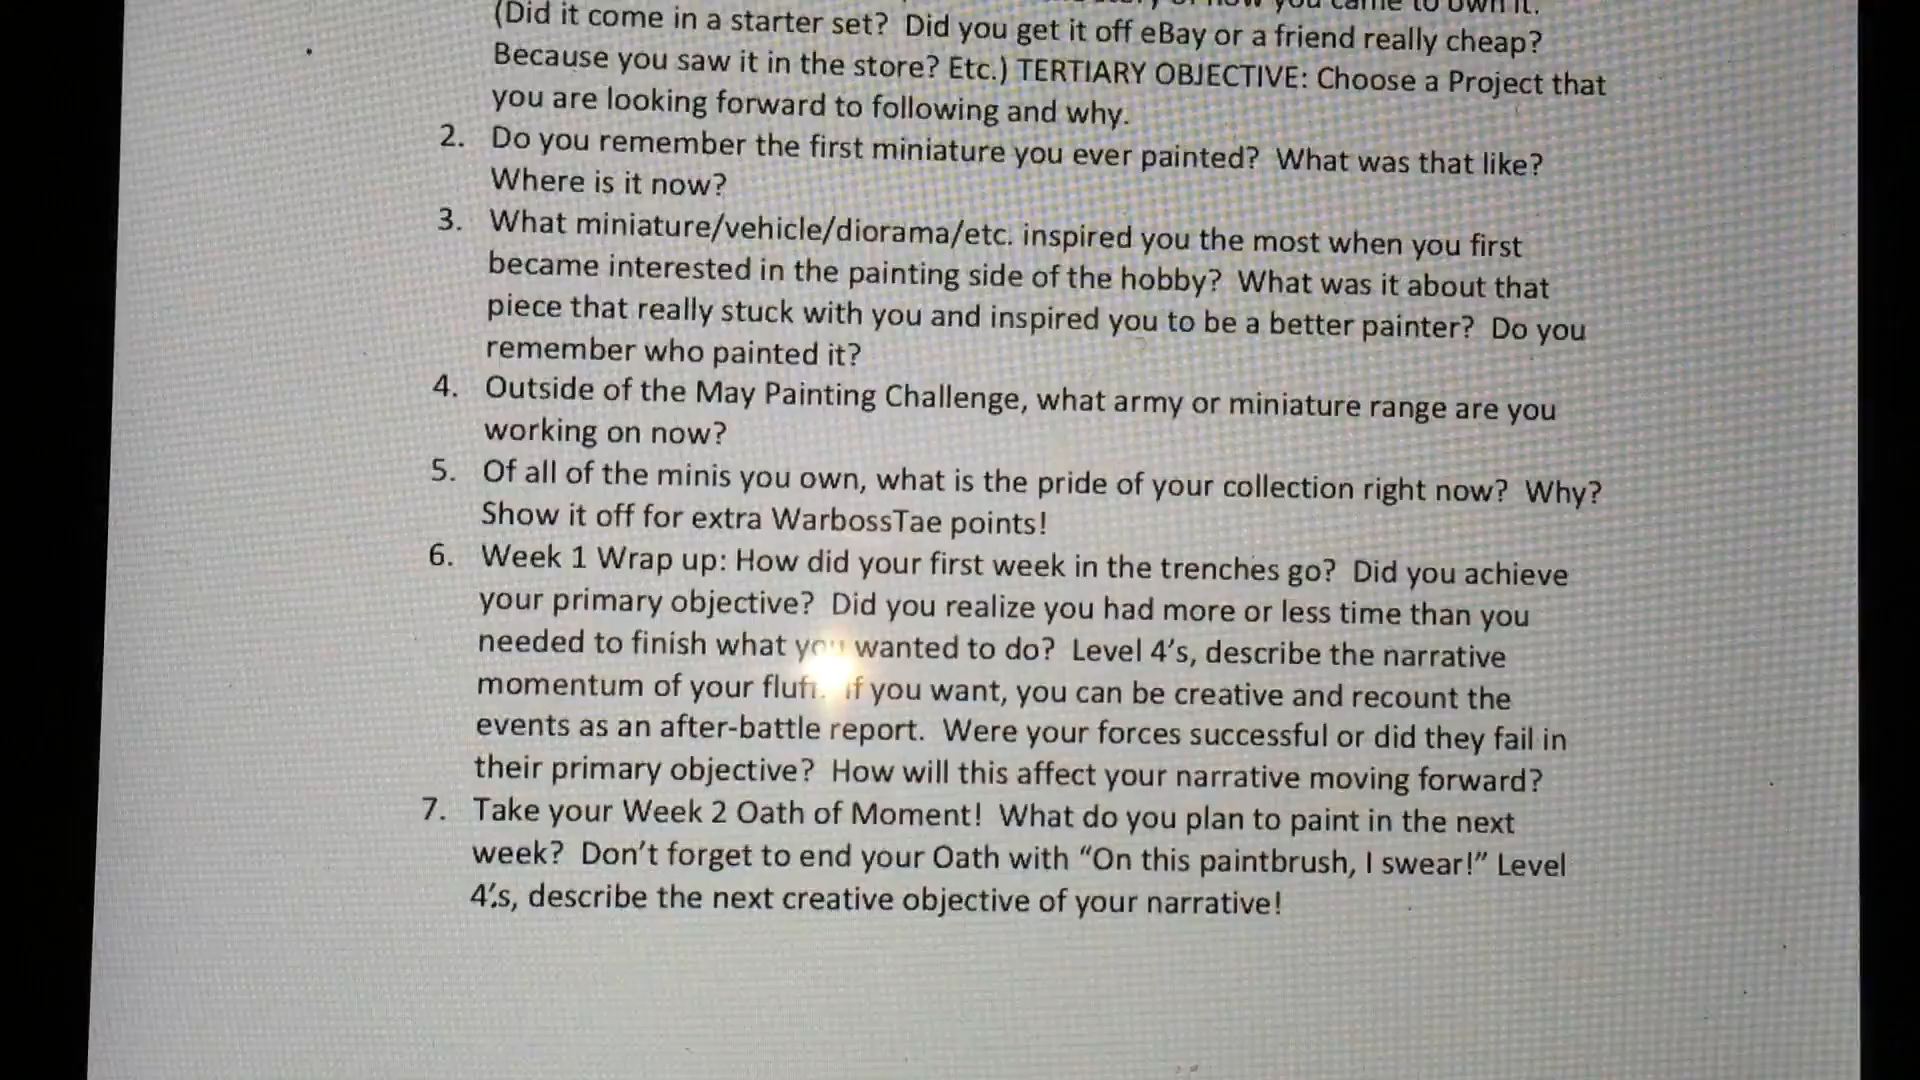 you came to own it.
(Did it come in a starter set? Did you get it off eBay or a friend really cheap?
Because you saw it in the store? Etc.) TERTIARY OBJECTIVE: Choose a Project that
you are looking forward to following and why.
2. Do you remember the first miniature you ever painted? What was that like?
Where is it now?
3. What miniature/vehicle/diorama/etc. inspired you the most when you first
became interested in the painting side of the hobby? What was it about that
piece that really stuck with you and inspired you to be a better painter? Do you
remember who painted it?
4. Outside of the May Painting Challenge, what army or miniature range are you
working on now?
5. Of all of the minis you own, what is the pride of your collection right now? Why?
Show it off for extra WarbossTae points!
6. Week 1 Wrap up: How did your first week in the trenches go? Did you achieve
your primary objective? Did you realize you had more or less time than you
needed to finish what you wanted to do? Level 4's, describe the narrative
momentum of your fluff. If you want, you can be creative and recount the
events as an after-battle report. Were your forces successful or did they fail in
their primary objective? How will this affect your narrative moving forward?
7. Take your Week 2 Oath of Moment! What do you plan to paint in the next
week? Don't forget to end your Oath with "On this paintbrush, I swear!" Level
4's, describe the next creative objective of your narrative!